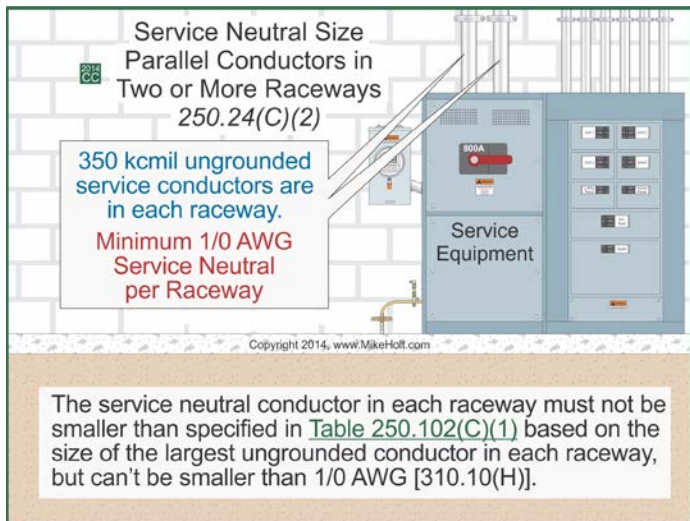 Service Neutral Size
Parallel Conductors in
Two or More Raceways
250.24(C)(2)
2014
CC
350 kcmil ungrounded
service conductors are
in each raceway.
Minimum 1/0 AWG
Service Neutral
per Raceway
800A
Service
Equipment
Copyright 2014, www.MikeHolt.com
The service neutral conductor in each raceway must not be
smaller than specified in Table 250.102(C)(1) based on the
size of the largest ungrounded conductor in each raceway,
but can't be smaller than 1/0 AWG [310.10(H)].